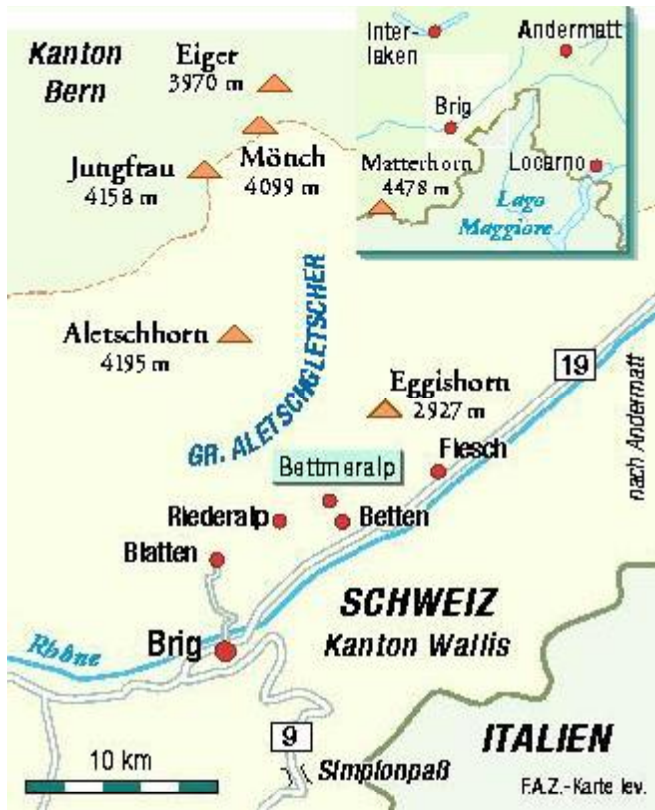 Kanton
Bern
Eiger
3970 m
Mönch
4099 m
Jungfrau
4158 m
Inter-
laken
Andermatt
Brig
Matterhorn
4478 m
Locarno
Lago
Maggiore
Aletschhorn
4195 m
GR. ALETSCHGLETSCHER
Eggishorn
2927 m
19
nach Andermatt
Fiesch
Bettmeralp
Riederalp
Betten
Blatten
SCHWEIZ
Kanton Wallis
Rhône
Brig
9
Simplonpaß
ITALIEN
10 km
F.A.Z.-Karte lev.